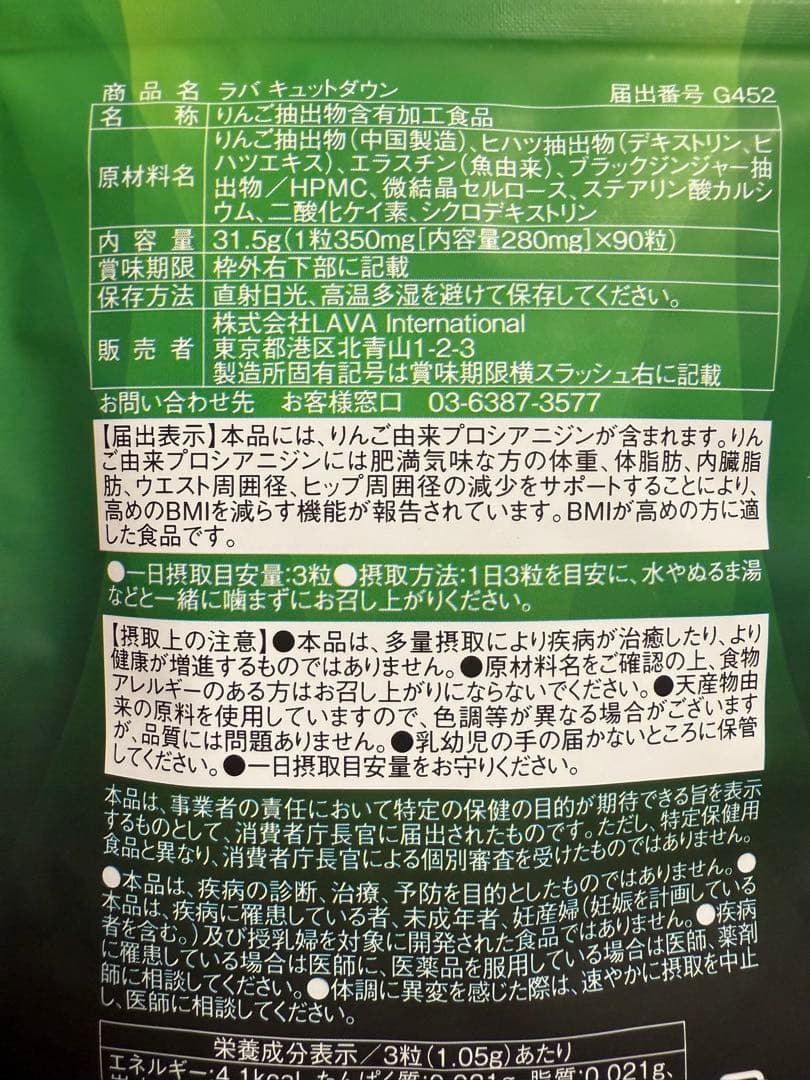 商品名 ラバ キュットダウン 届出番号 G452
名称 りんご抽出物含有加工食品
原材料名 りんご抽出物(中国製造)、ヒハツ抽出物(デキストリン、ヒ
ハツエキス)、エラスチン(魚由来)、ブラックジンジャー抽
出物/HPMC、微結晶セルロース、ステアリン酸カルシ
ウム、二酸化ケイ素、シクロデキストリン
内容量 31.5g(1粒350mg[内容量280mg]×90粒)
賞味期限 枠外右下部に記載
保存方法 直射日光、高温多湿を避けて保存してください。
販売者 株式会社LAVA International
東京都港区北青山1-2-3
製造所固有記号は賞味期限横スラッシュ右に記載
お問い合わせ先 お客様窓口 03-6387-3577
【届出表示】本品には、りんご由来プロシアニジンが含まれます。りん
ご由来プロシアニジンには肥満気味な方の体重、体脂肪、内臓脂
肪、ウエスト周囲径、ヒップ周囲径の減少をサポートすることにより、
高めのBMIを減らす機能が報告されています。BMIが高めの方に適
した食品です。
●一日摂取目安量:3粒●摂取方法:1日3粒を目安に、水やぬるま湯
などと一緒に噛まずにお召し上がりください。
【摂取上の注意】●本品は、多量摂取により疾病が治癒したり、より
健康が増進するものではありません。●原材料名をご確認の上、食物
アレルギーのある方はお召し上がりにならないでください。●天産物由
来の原料を使用していますので、色調等が異なる場合がございます
が、品質には問題ありません。●乳幼児の手の届かないところに保管
してください。●一日摂取目安量をお守りください。
本品は、事業者の責任において特定の保健の目的が期待できる旨を表示
するものとして、消費者庁長官に届出されたものです。ただし、特定保健用
食品と異なり、消費者庁長官による個別審査を受けたものではありません。
●本品は、疾病の診断、治療、予防を目的としたものではありません。●
本品は、疾病に罹患している者、未成年者、妊産婦(妊娠を計画している
者を含む。)及び授乳婦を対象に開発された食品ではありません。●疾病
に罹患している場合は医師に、医薬品を服用している場合は医師、薬剤
師に相談してください。●体調に異変を感じた際は、速やかに摂取を中止
し、医師に相談してください。
栄養成分表示/3粒(1.05g)あたり
エネルギー:4.1kcal、たんぱく質:0.021g、脂質:0.021g、